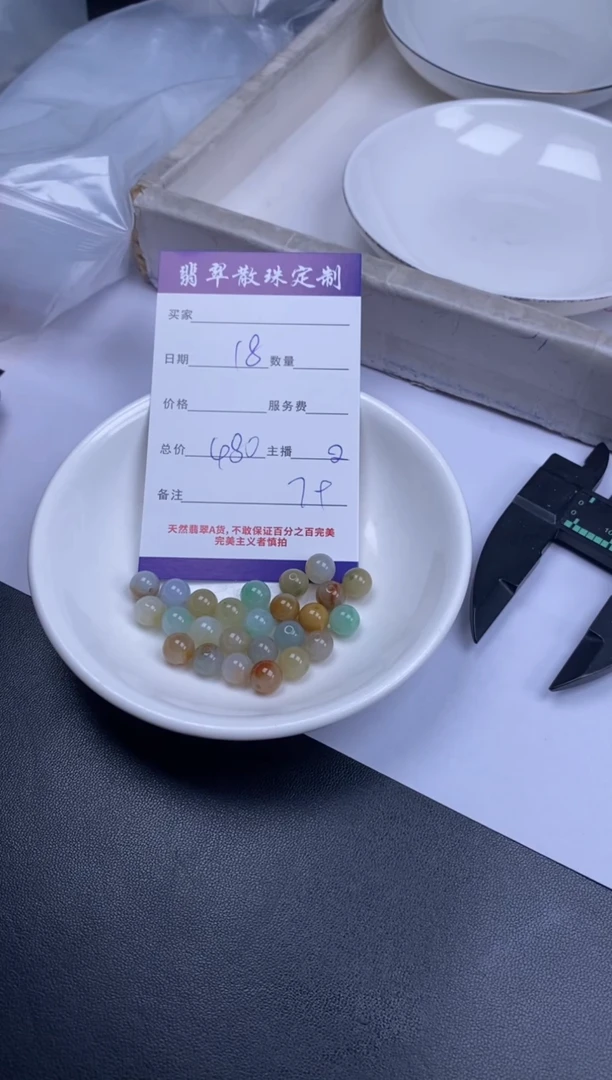 翡翠散珠定制
买家
日期 18 数量
价格 服务费
总价 480 主播 2
备注
天然翡翠A货，不敢保证百分之百完美
完美主义者慎拍